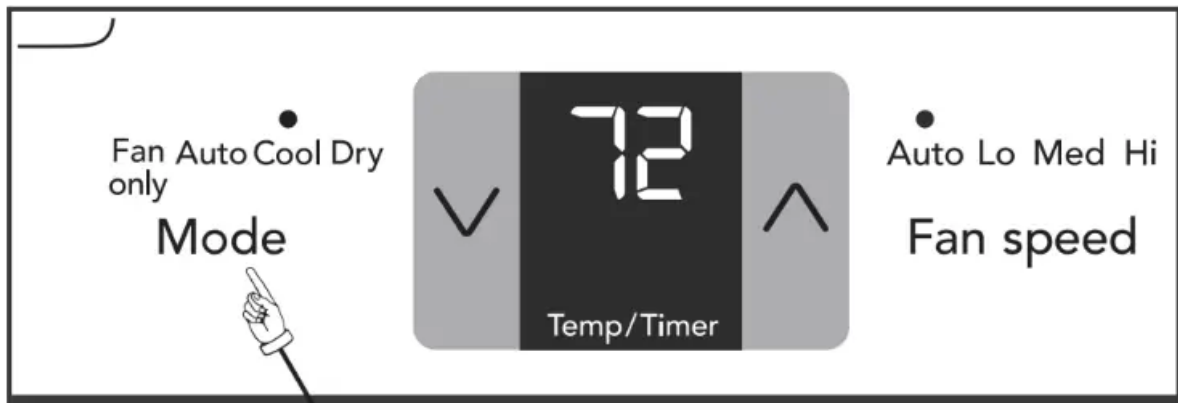 72
Fan Auto Cool Dry
only
Auto Lo Med Hi
Mode
Fan speed
Temp/Timer